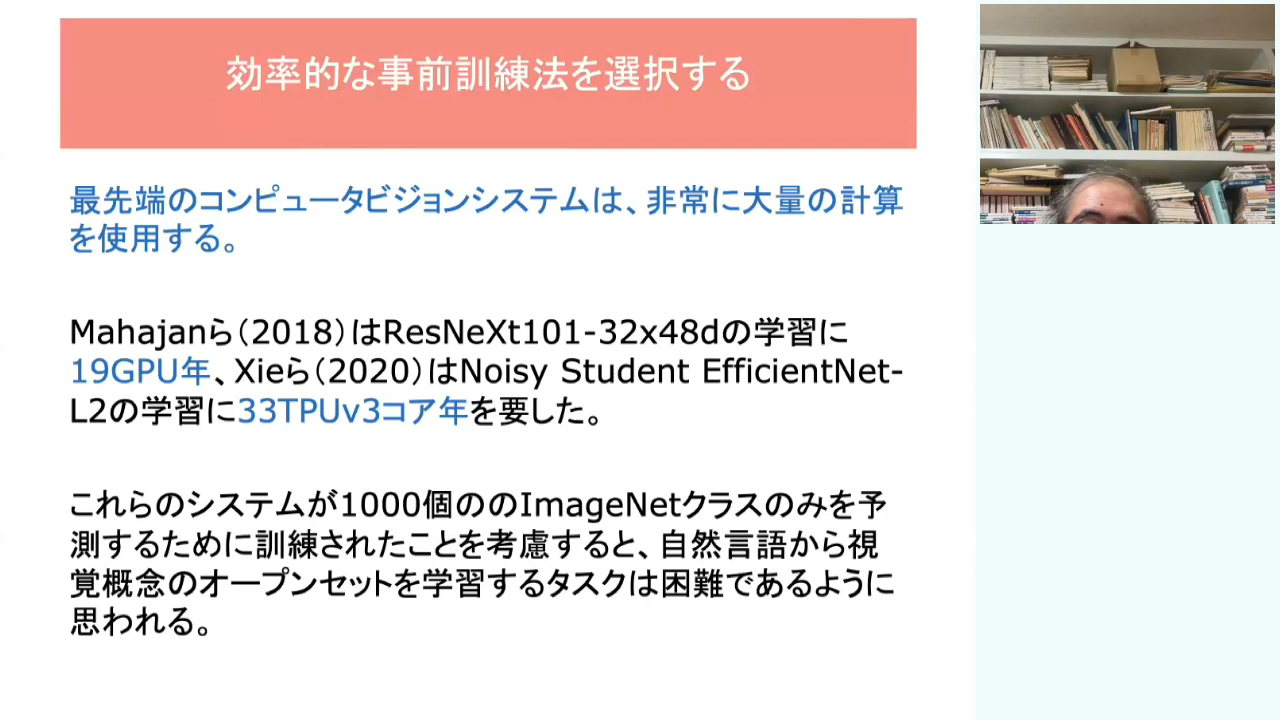 効率的な事前訓練法を選択する
最先端のコンピュータビジョンシステムは、非常に大量の計算
を使用する。
Mahajanら（2018）はResNeXt101-32x48dの学習に
19GPU年、Xieら（2020）はNoisy Student EfficientNet-
L2の学習に33TPUv3コア年を要した。
これらのシステムが1000個ののImageNetクラスのみを予
測するために訓練されたことを考慮すると、自然言語から視
覚概念のオープンセットを学習するタスクは困難であるように
思われる。